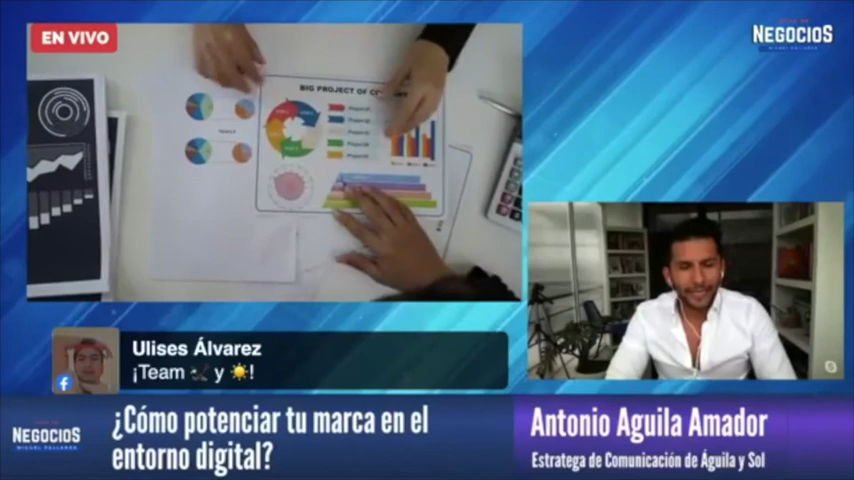 EN VIVO
NEGOCIOS
BIG PROJECT OF
Ulises Álvarez
¡Team 🦅 y ☀️!
NEGOCIOS
¿Cómo potenciar tu marca en el
entorno digital?
Antonio Aguila Amador
Estratega de Comunicación de Águila y Sol